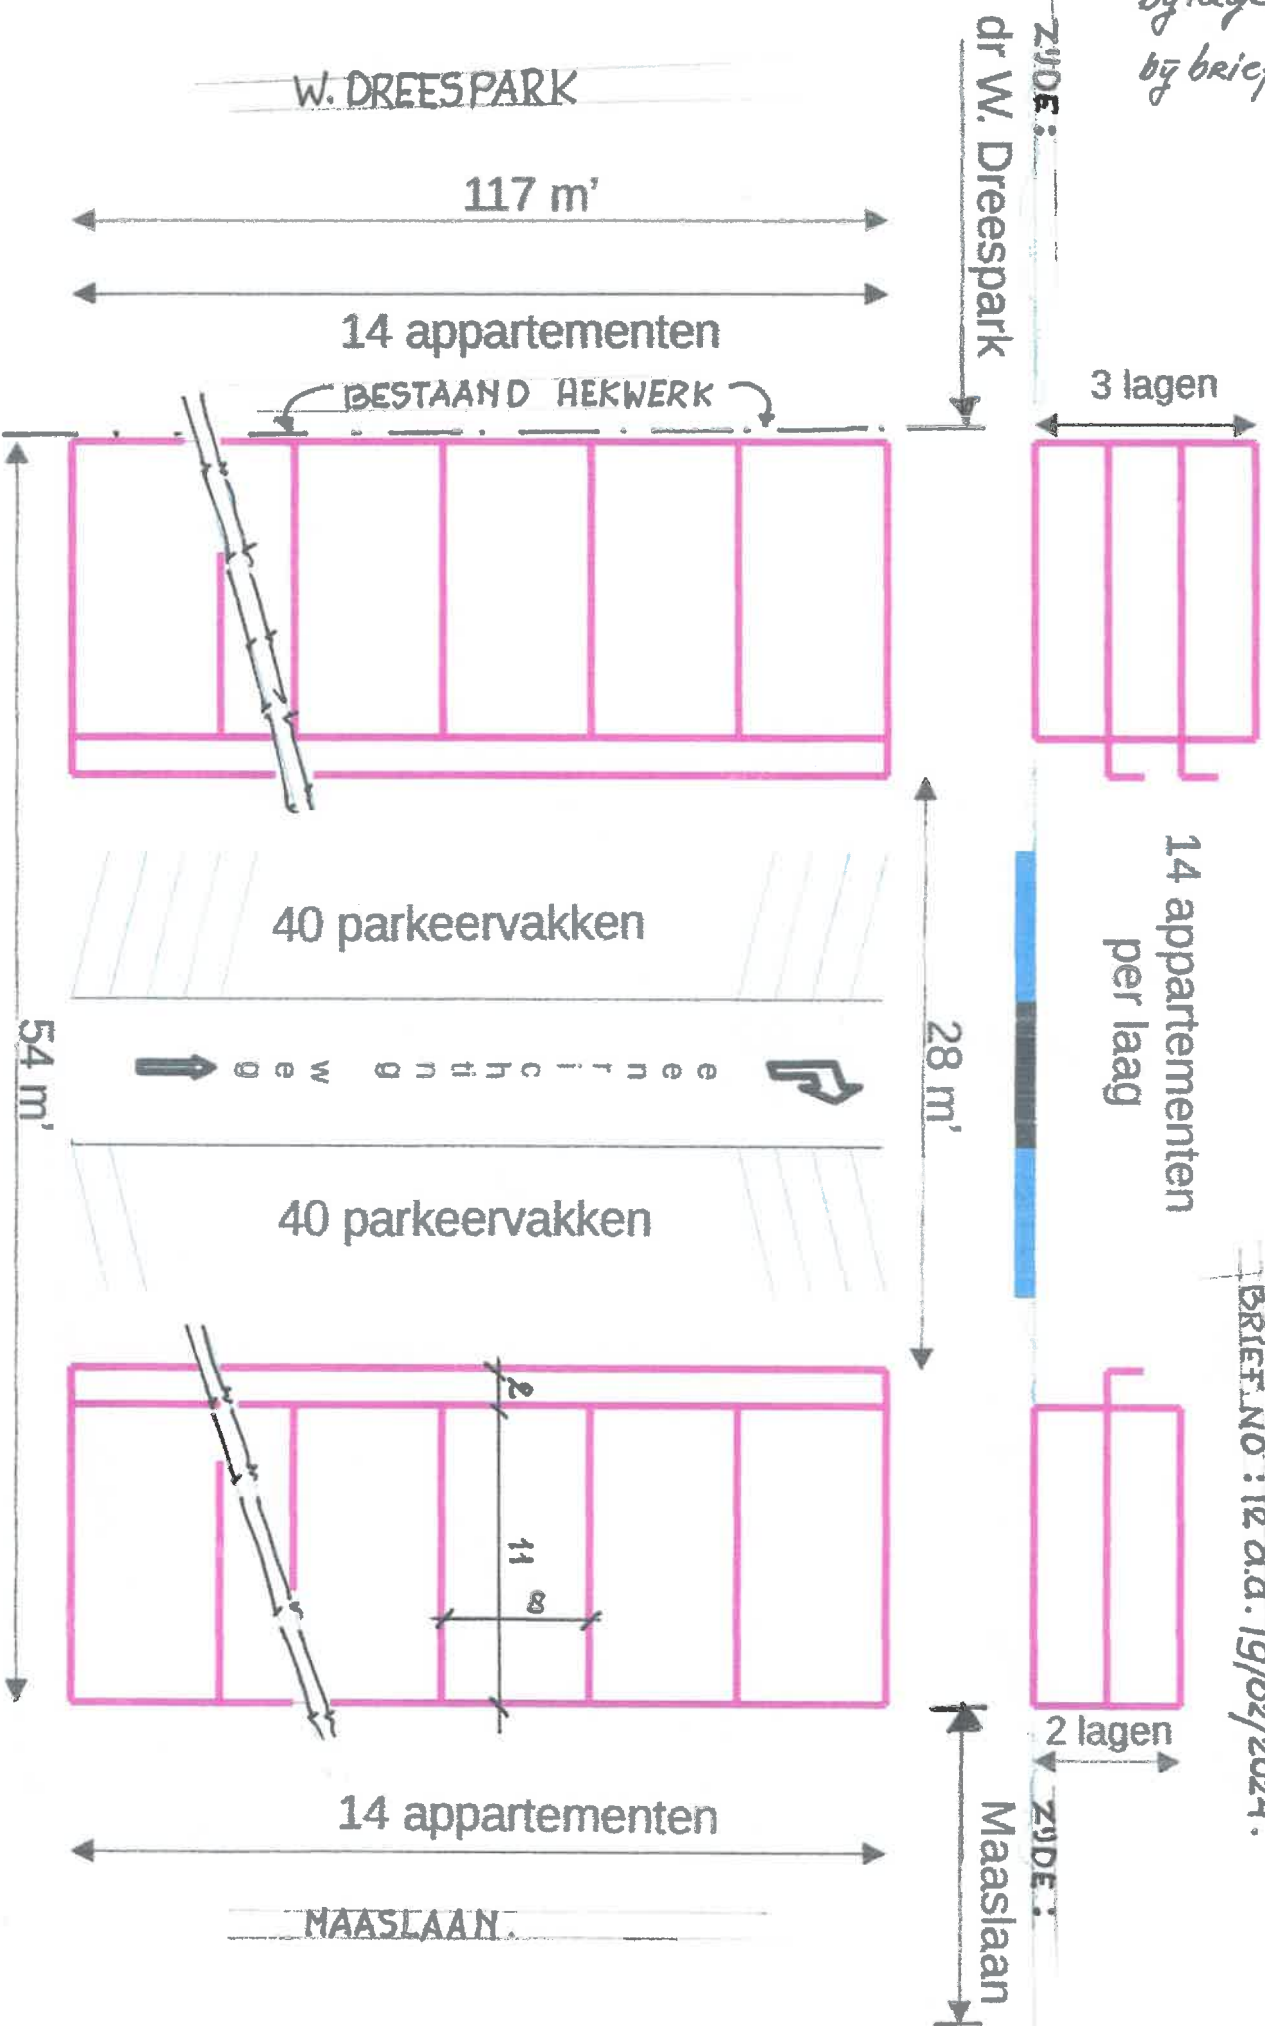 bij brief
ZIJDE:
dr W. Dreespark
W. DREESPARK
117 m'
14 appartementen
BESTAAND HEKWERK
3 lagen
14 appartementen
per laag
40 parkeervakken
eenrichting weg
28 m'
54 m'
40 parkeervakken
BRIEF NO: 12 a.d. 19/02/2024.
2
11
8
2 lagen
ZIJDE:
Maaslaan
14 appartementen
MAASLAAN.